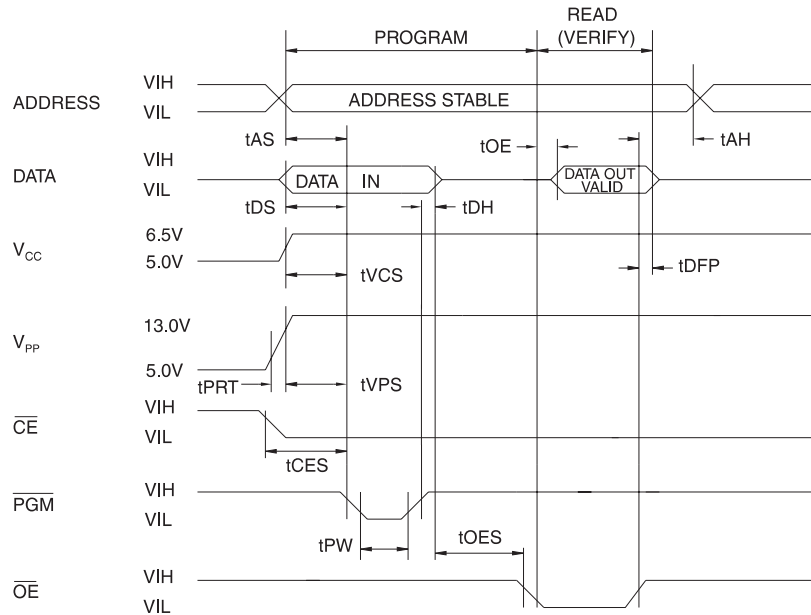 READ
PROGRAM (VERIFY)
ADDRESS VIH
VIL ADDRESS STABLE
tAS tOE tAH
DATA VIH
VIL DATA IN DATA OUT
VALID
tDS tDH
VCC 6.5V
5.0V tVCS tDFP
VPP 13.0V
5.0V
tPRT tVPS
CE VIH
VIL
tCES
PGM VIH
VIL
tPW tOES
OE VIH
VIL